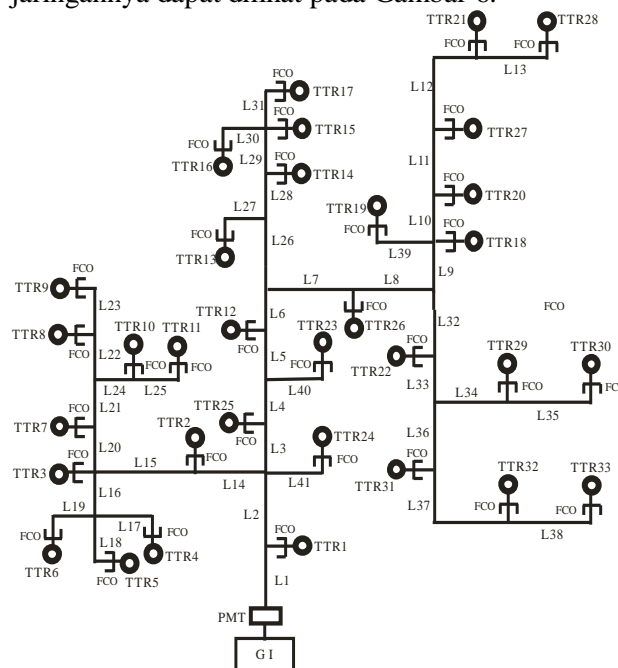 jaringannya dapat dilihat pada Gambar 8.
TTR21 TTR28
FCO FCO
L12 L13
FCO
L31 TTR17
FCO
L30 TTR15
FCO L29
FCO
TTR16 TTR14
L28
FCO
TTR27
L11
FCO
TTR20
L27 TTR19
FCO L10 FCO
FCO
TTR13 L26 L39 TTR18
L9
FCO
TTR9 L7 L8
L23
TTR12 L6 TTR23 FCO FCO
TTR8 TTR10 TTR11 TTR26 L32
FCO L22 FCO L5 TTR29 TTR30
FCO FCO FCO TTR22 FCO
L24 L25 L40 L33 FCO FC
L21 TTR2 TTR25 L4 L34 L35
FCO TTR24
TTR7 FCO
L20 L3 L36
FCO FCO FCO
TTR3 L15 L14 L41 FCO
L16 TTR31 TTR32 TTR33
L19 L2 L37
FCO L17 FCO FCO FCO FCO
L18 TTR4 TTR1 L38
TTR6 FCO TTR5
L1
PMT
G I